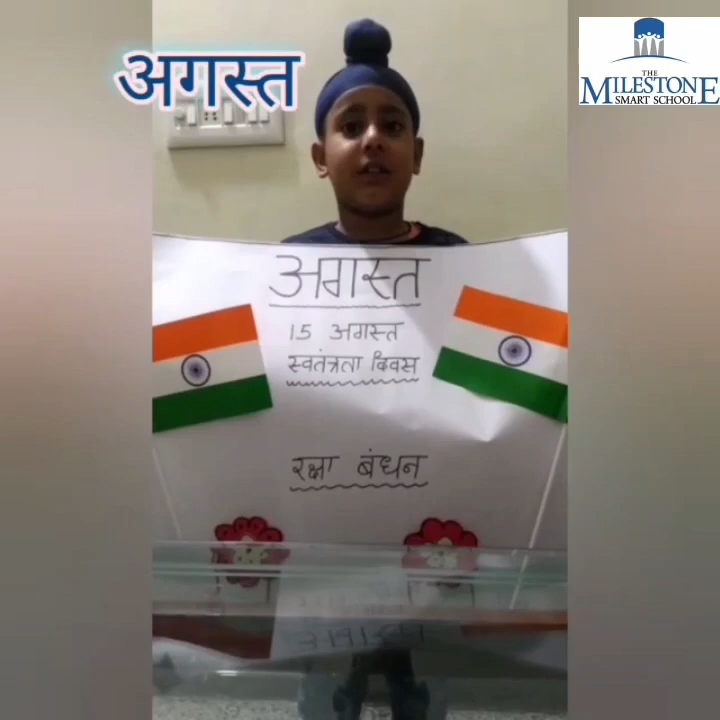 अगस्त
THE
MILESTONE
SMART SCHOOL
अगस्त
15 अगस्त
स्वतंत्रता दिवस
रक्षा बंधन